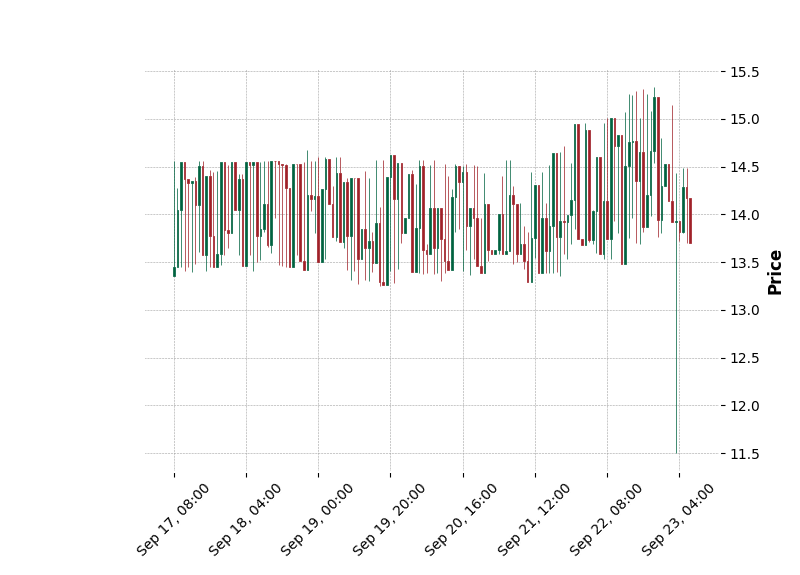 15.5
15.0
14.5
14.0
13.5
13.0
12.5
12.0
11.5
Price
Sep 17, 08:00
Sep 18, 04:00
Sep 19, 00:00
Sep 19, 20:00
Sep 20, 16:00
Sep 21, 12:00
Sep 22, 08:00
Sep 23, 04:00